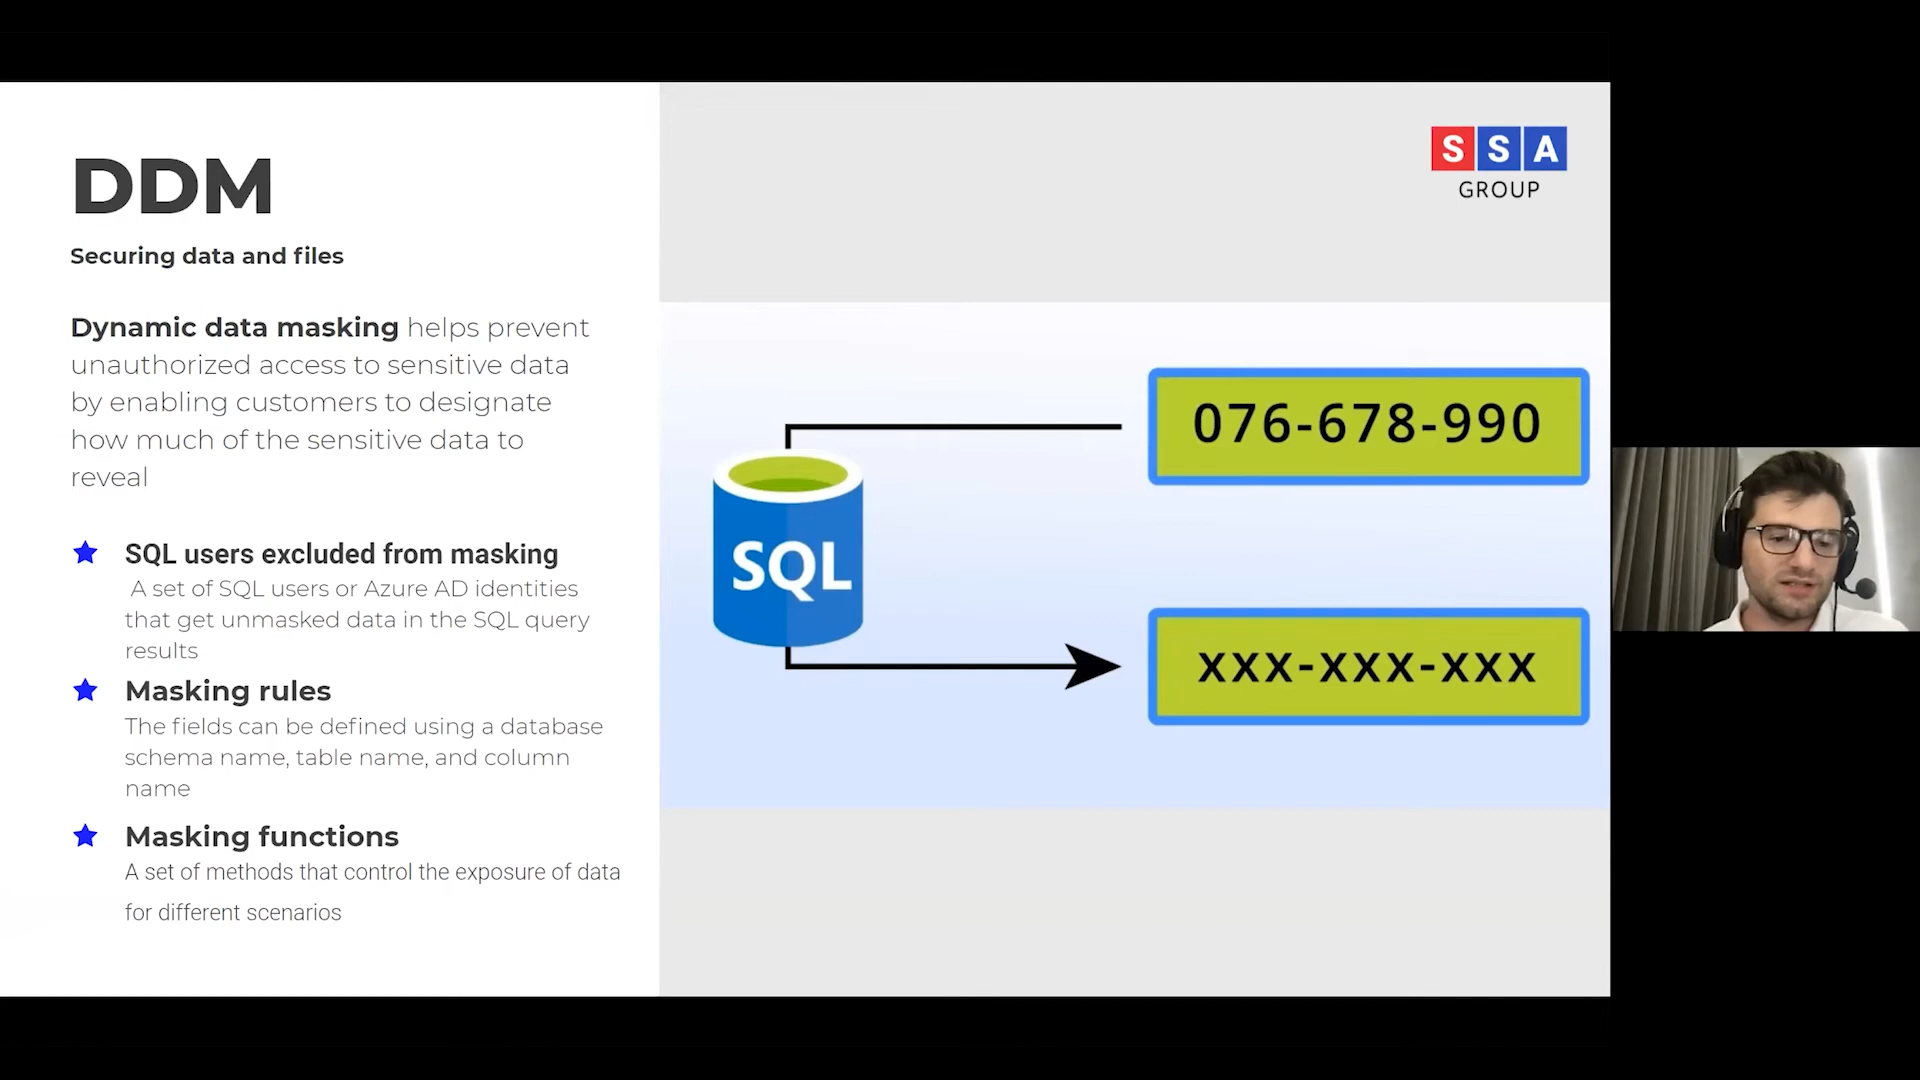 DDM
Securing data and files
Dynamic data masking helps prevent
unauthorized access to sensitive data
by enabling customers to designate
how much of the sensitive data to
reveal
SQL users excluded from masking
A set of SQL users or Azure AD identities
that get unmasked data in the SQL query
results
Masking rules
The fields can be defined using a database
schema name, table name, and column
name
Masking functions
A set of methods that control the exposure of data
for different scenarios
SSA
GROUP
076-678-990
SQL
xxx-xxx-xxx